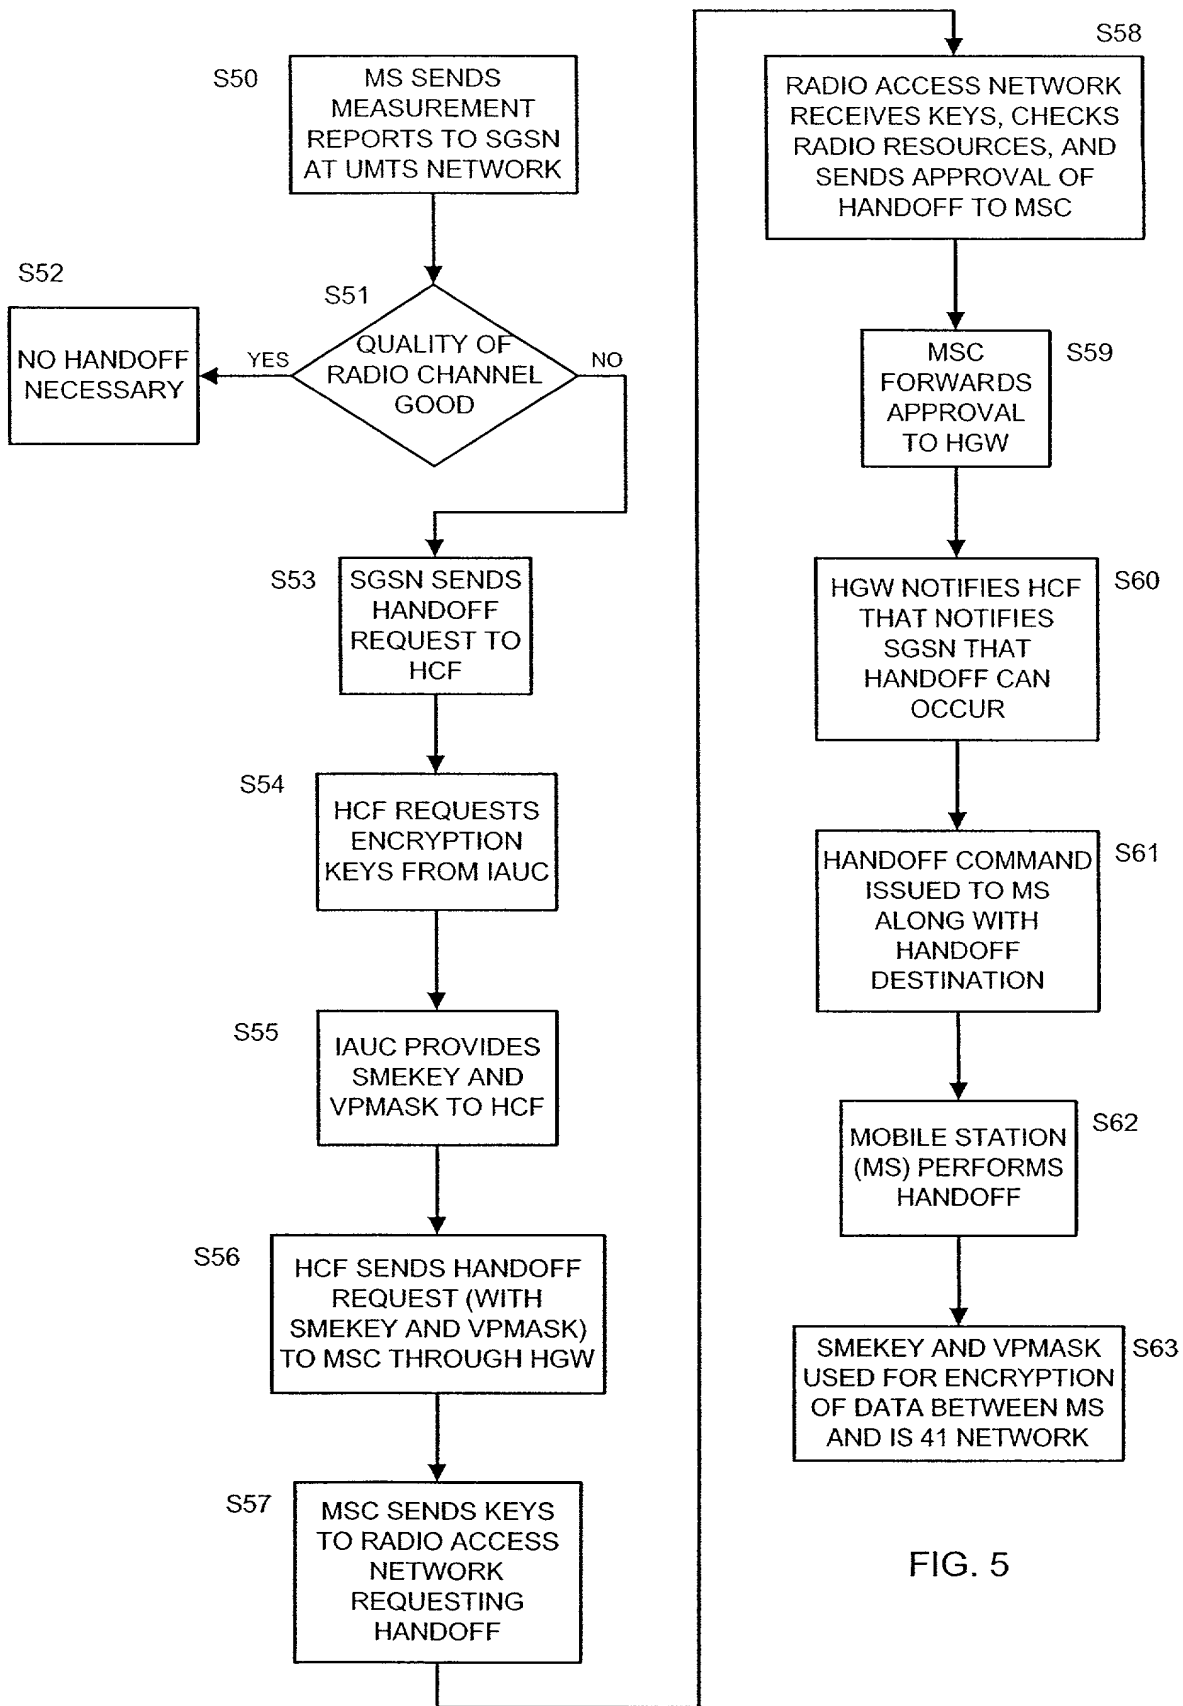 S50
MS SENDS
MEASUREMENT
REPORTS TO SGSN
AT UMTS NETWORK
S52
NO HANDOFF
NECESSARY
YES
S51
QUALITY OF
RADIO CHANNEL
GOOD
NO
S53
SGSN SENDS
HANDOFF
REQUEST TO
HCF
S54
HCF REQUESTS
ENCRYPTION
KEYS FROM IAUC
S55
IAUC PROVIDES
SMEKEY AND
VPMASK TO HCF
S56
HCF SENDS HANDOFF
REQUEST (WITH
SMEKEY AND VPMASK)
TO MSC THROUGH HGW
S57
MSC SENDS KEYS
TO RADIO ACCESS
NETWORK
REQUESTING
HANDOFF
S58
RADIO ACCESS NETWORK
RECEIVES KEYS, CHECKS
RADIO RESOURCES, AND
SENDS APPROVAL OF
HANDOFF TO MSC
S59
MSC
FORWARDS
APPROVAL
TO HGW
S60
HGW NOTIFIES HCF
THAT NOTIFIES
SGSN THAT
HANDOFF CAN
OCCUR
S61
HANDOFF COMMAND
ISSUED TO MS
ALONG WITH
HANDOFF
DESTINATION
S62
MOBILE STATION
(MS) PERFORMS
HANDOFF
S63
SMEKEY AND VPMASK
USED FOR ENCRYPTION
OF DATA BETWEEN MS
AND IS 41 NETWORK
FIG. 5